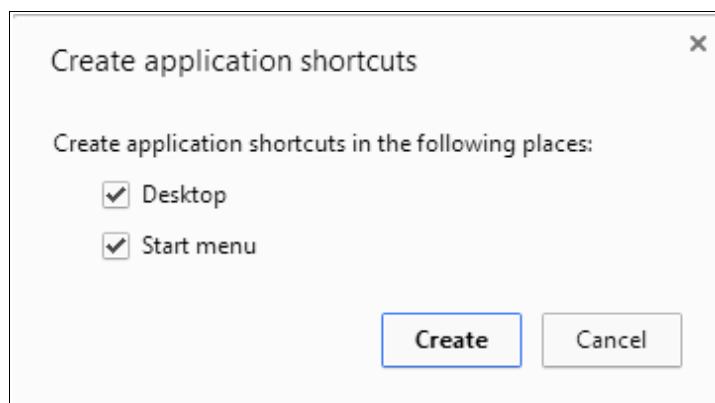 Create application shortcuts
Create application shortcuts in the following places:
Desktop
Start menu
Create
Cancel